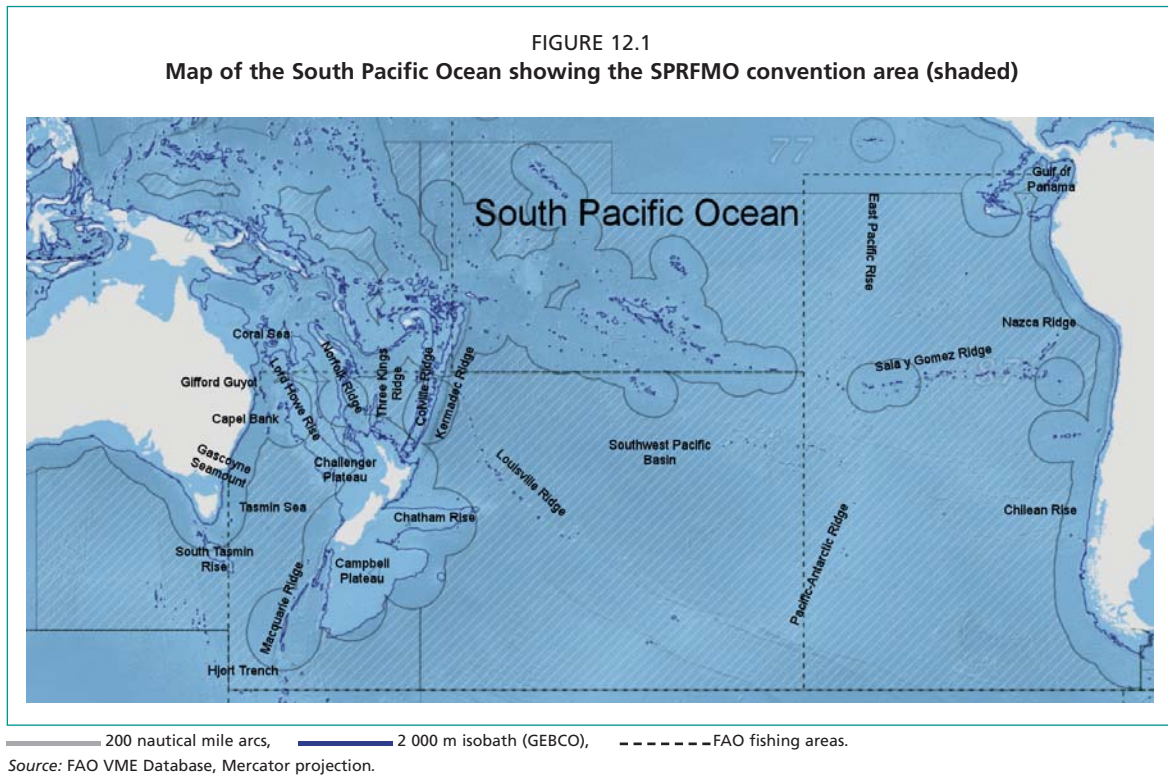 FIGURE 12.1
Map of the South Pacific Ocean showing the SPRFMO convention area (shaded)
77
Gulf of
Panama
South Pacific Ocean
East Pacific Rise
Nazca Ridge
Sala y Gomez Ridge
Coral Sea
Gifford Guyot
Lord Howe Rise
Norfolk Ridge
Three Kings
Ridge
Colville Ridge
Kermadec Ridge
Capel Bank
Gascoyne
Seamount
Challenger
Plateau
Southwest Pacific
Basin
Louisville Ridge
Tasmin Sea
Chatham Rise
Chilean Rise
South Tasmin
Rise
Campbell
Plateau
Macquarie Ridge
Pacific-Antarctic Ridge
Hjort Trench
200 nautical mile arcs, 2 000 m isobath (GEBCO), FAO fishing areas.
Source: FAO VME Database, Mercator projection.